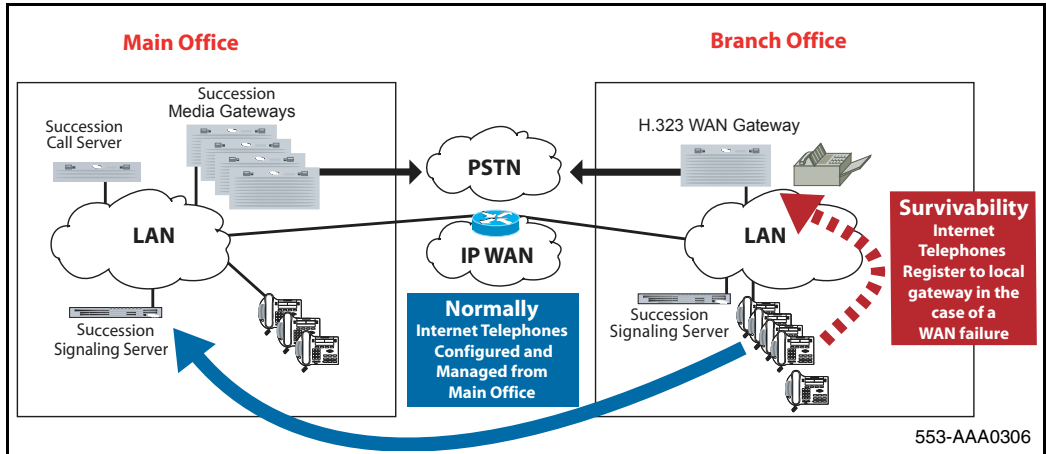 Main Office
Branch Office
Succession
Media Gateways
Succession
Call Server
H.323 WAN Gateway
PSTN
LAN
IP WAN
LAN
Survivability
Internet
Telephones
Register to local
gateway in the
case of a
WAN failure
Normally
Internet Telephones
Configured and
Managed from
Main Office
Succession
Signaling Server
Succession
Signaling Server
553-AAA0306